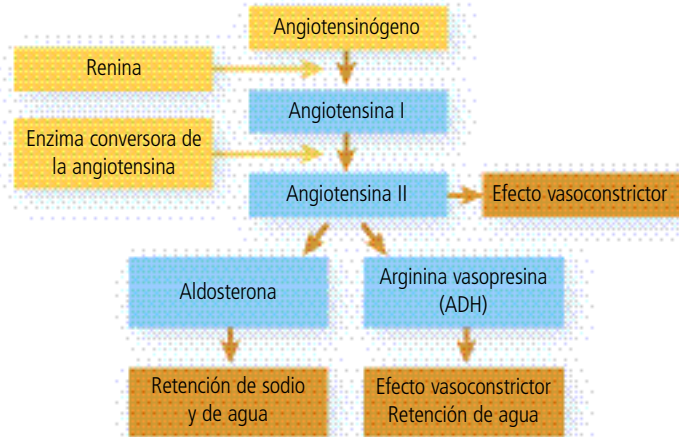 Angiotensinógeno
Renina
Angiotensina I
Enzima conversora de
la angiotensina
Angiotensina II
Efecto vasoconstrictor
Aldosterona
Arginina vasopresina
(ADH)
Retención de sodio
y de agua
Efecto vasoconstrictor
Retención de agua